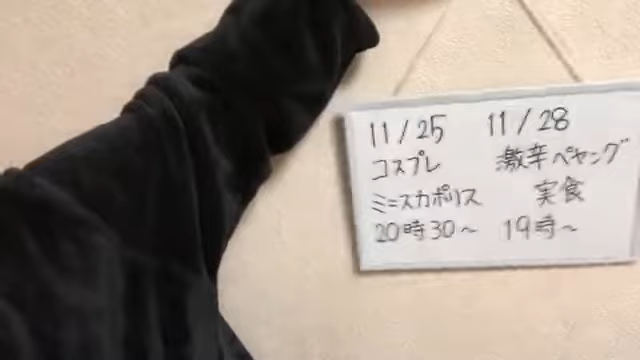 11/25 11/28
コスプレ 激辛ペヤング
ミニスカポリス 実食
20時30～ 19時～